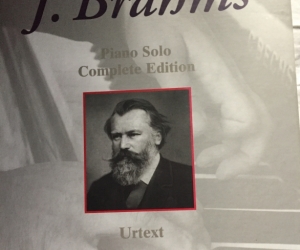 J. Brahms
Piano Solo
Complete Edition
Urtext